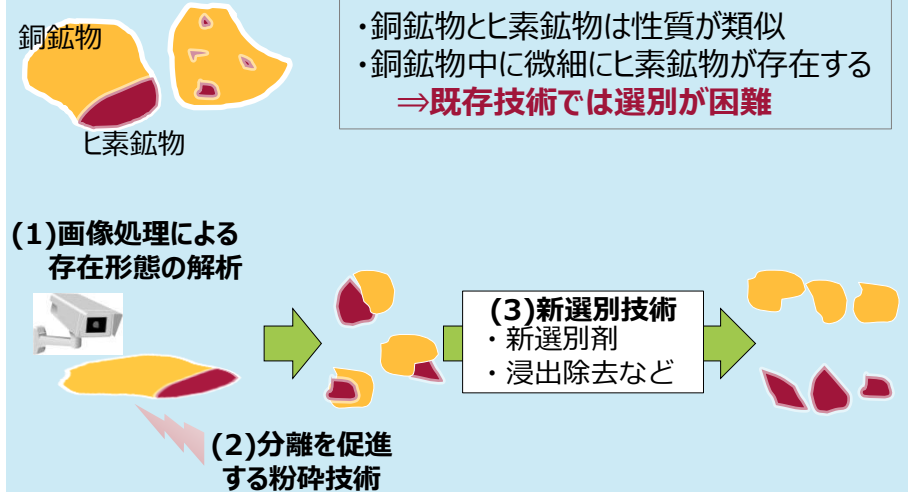 銅鉱物
ヒ素鉱物
・銅鉱物とヒ素鉱物は性質が類似
・銅鉱物中に微細にヒ素鉱物が存在する
⇒既存技術では選別が困難
(1)画像処理による
存在形態の解析
(2)分離を促進
する粉砕技術
(3)新選別技術
・新選別剤
・浸出除去など